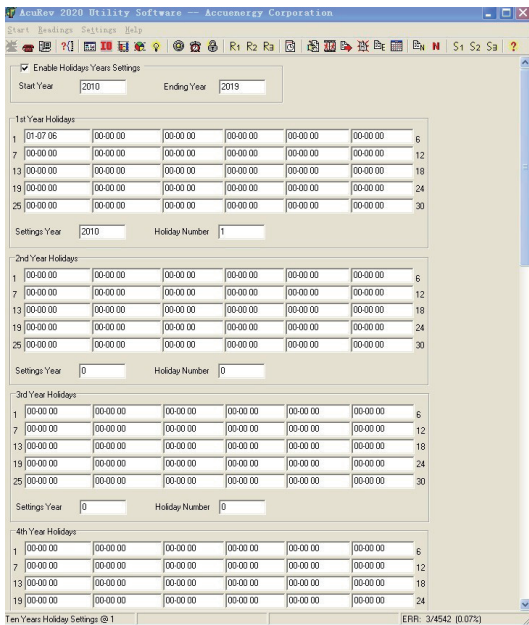 AcuRev 2020 Utility Software -- Accuenergy Corporation
Start Readings Settings Help
R1 R2 R3 N S1 S2 S3 ?
Enable Holidays Years Settings
Start Year 2010 Ending Year 2019
1st Year Holidays
1 01-07 06 00-00 00 00-00 00 00-00 00 00-00 00 00-00 00 6
7 00-00 00 00-00 00 00-00 00 00-00 00 00-00 00 00-00 00 12
13 00-00 00 00-00 00 00-00 00 00-00 00 00-00 00 00-00 00 18
19 00-00 00 00-00 00 00-00 00 00-00 00 00-00 00 00-00 00 24
25 00-00 00 00-00 00 00-00 00 00-00 00 00-00 00 00-00 00 30
Settings Year 2010 Holiday Number 1
2nd Year Holidays
1 00-00 00 00-00 00 00-00 00 00-00 00 00-00 00 00-00 00 6
7 00-00 00 00-00 00 00-00 00 00-00 00 00-00 00 00-00 00 12
13 00-00 00 00-00 00 00-00 00 00-00 00 00-00 00 00-00 00 18
19 00-00 00 00-00 00 00-00 00 00-00 00 00-00 00 00-00 00 24
25 00-00 00 00-00 00 00-00 00 00-00 00 00-00 00 00-00 00 30
Settings Year 0 Holiday Number 0
3rd Year Holidays
1 00-00 00 00-00 00 00-00 00 00-00 00 00-00 00 00-00 00 6
7 00-00 00 00-00 00 00-00 00 00-00 00 00-00 00 00-00 00 12
13 00-00 00 00-00 00 00-00 00 00-00 00 00-00 00 00-00 00 18
19 00-00 00 00-00 00 00-00 00 00-00 00 00-00 00 00-00 00 24
25 00-00 00 00-00 00 00-00 00 00-00 00 00-00 00 00-00 00 30
Settings Year 0 Holiday Number 0
4th Year Holidays
1 00-00 00 00-00 00 00-00 00 00-00 00 00-00 00 00-00 00 6
7 00-00 00 00-00 00 00-00 00 00-00 00 00-00 00 00-00 00 12
13 00-00 00 00-00 00 00-00 00 00-00 00 00-00 00 00-00 00 18
19 00-00 00 00-00 00 00-00 00 00-00 00 00-00 00 00-00 00 24
Ten Years Holiday Settings @ 1 ERR: 3/4542 (0.07%)